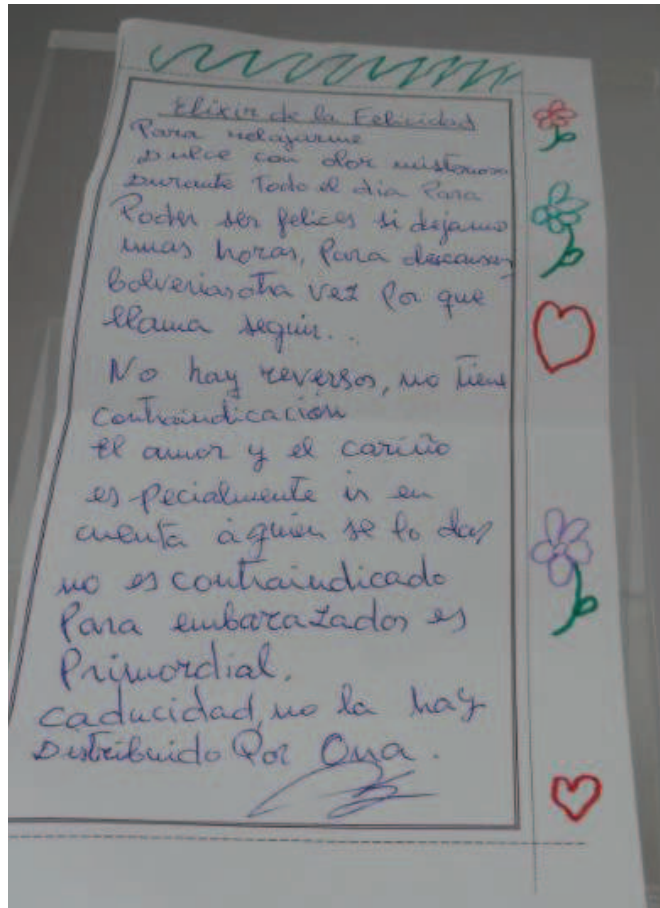 Elixir de la Felicidad
Para relajarme
Dulce con olor misterioso
Durante Todo el dia Para
Poder ser felices si dejamo
unas horas, Para descansar
bolverias otra vez Por que
llama seguir...
No hay reversos, no tiene
contraindicación
El amor y el cariño
es pecialmente ir en
cuenta a quien se lo das
no es contraindicado
Para embarazados es
Primordial.
caducidad, no la hay
Distribuido Por Ona.